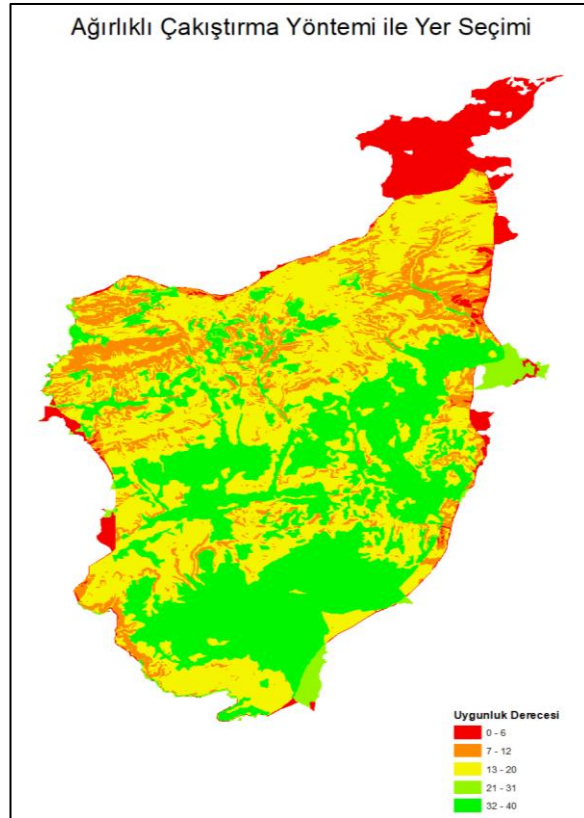 Ağırlıklı Çakıştırma Yöntemi ile Yer Seçimi
Uygunluk Derecesi
0 - 6
7 - 12
13 - 20
21 - 31
32 - 40